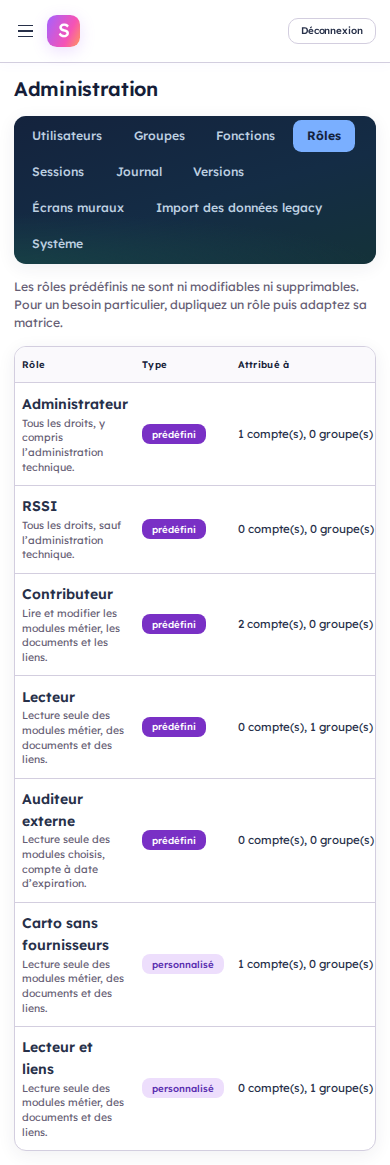 S
Déconnexion
Administration
Utilisateurs Groupes Fonctions Rôles
Sessions Journal Versions
Écrans muraux Import des données legacy
Système
Les rôles prédéfinis ne sont ni modifiables ni supprimables.
Pour un besoin particulier, dupliquez un rôle puis adaptez sa
matrice.
Rôle Type Attribué à
Administrateur
Tous les droits, y
compris
l’administration
technique.
prédéfini
1 compte(s), 0 groupe(s)
RSSI
Tous les droits, sauf
l’administration
technique.
prédéfini
0 compte(s), 0 groupe(s)
Contributeur
Lire et modifier les
modules métier, les
documents et les
liens.
prédéfini
2 compte(s), 0 groupe(s)
Lecteur
Lecture seule des
modules métier, des
documents et des
liens.
prédéfini
0 compte(s), 1 groupe(s)
Auditeur
externe
Lecture seule des
modules choisis,
compte à date
d’expiration.
prédéfini
0 compte(s), 0 groupe(s)
Carto sans
fournisseurs
Lecture seule des
modules métier, des
documents et des
liens.
personnalisé
1 compte(s), 0 groupe(s)
Lecteur et
liens
Lecture seule des
modules métier, des
documents et des
liens.
personnalisé
0 compte(s), 1 groupe(s)